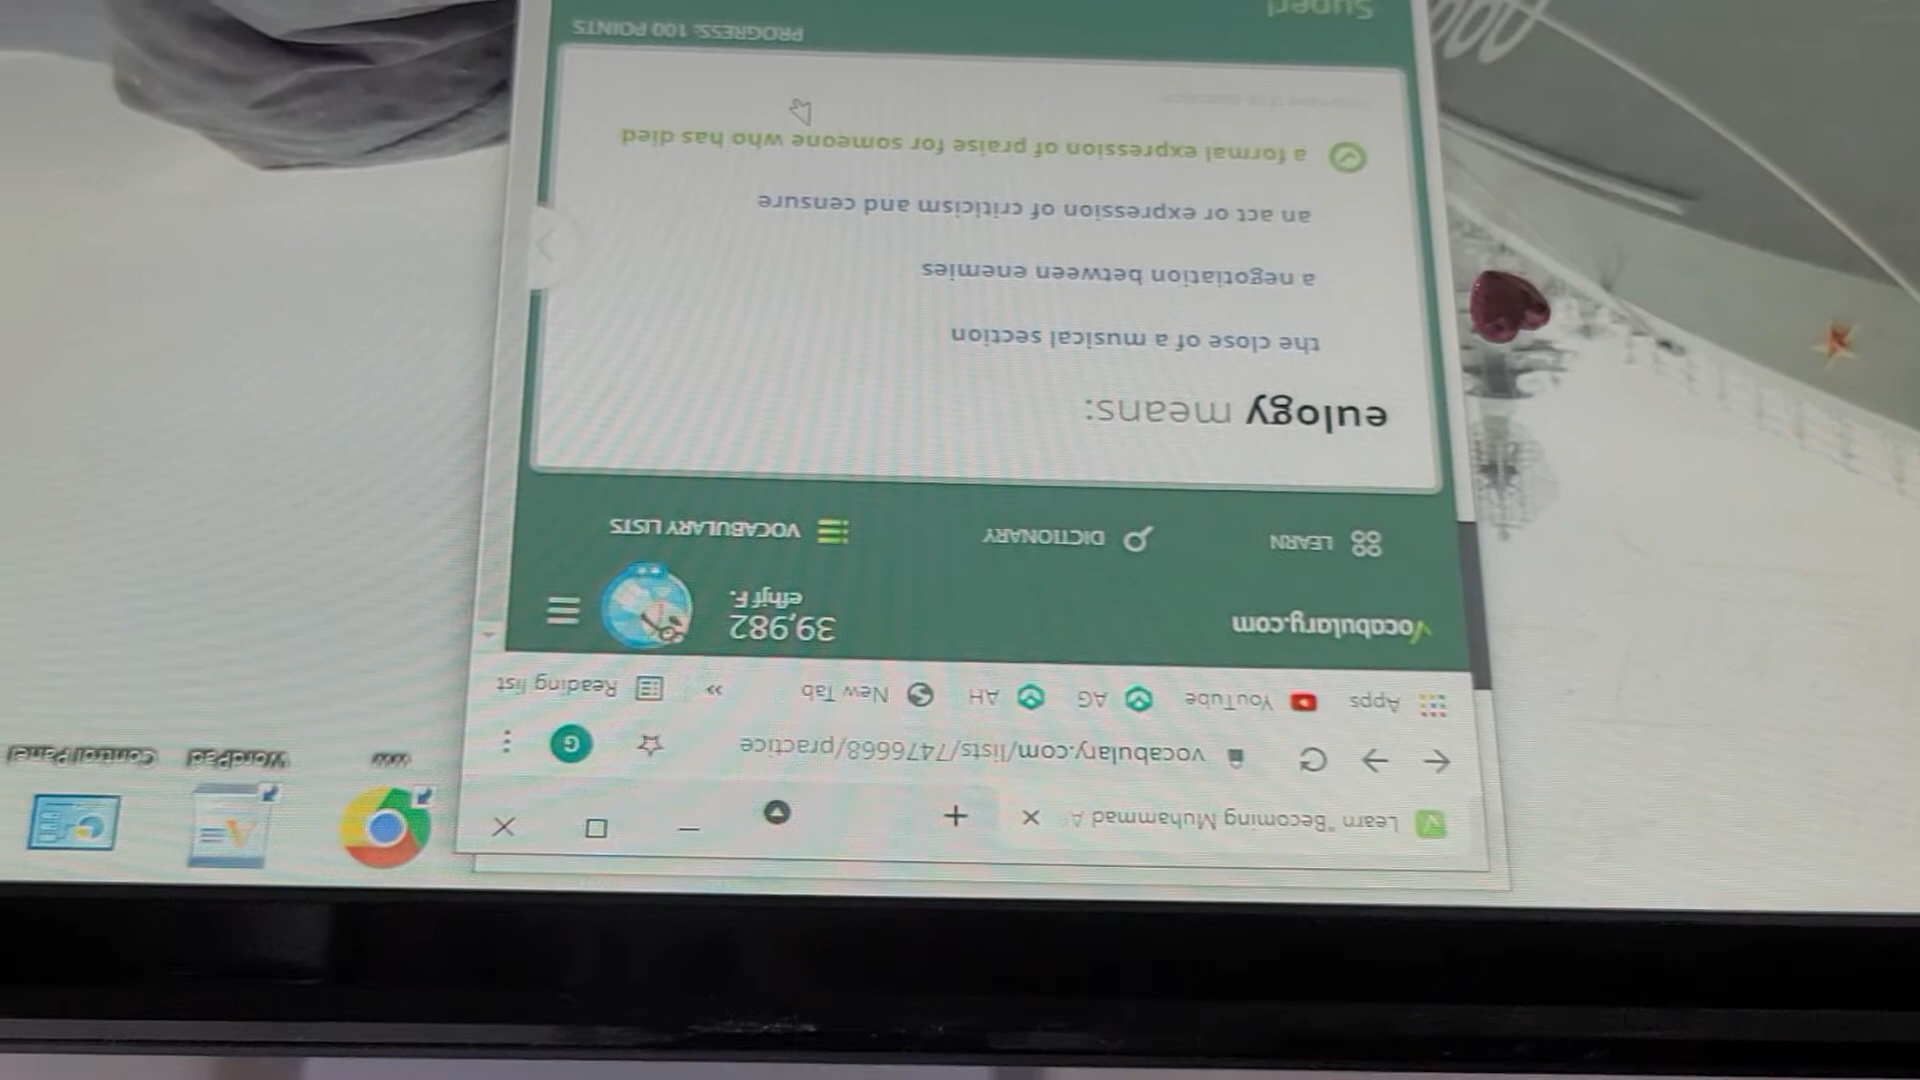 Learn "Becoming Muhammad A
vocabulary.com/lists/7476668/practice
Apps YouTube AG AH New Tab » Reading list
Vocabulary.com
39,982
efhjf F.
LEARN DICTIONARY VOCABULARY LISTS
eulogy means:
the close of a musical section
a negotiation between enemies
an act or expression of criticism and censure
a formal expression of praise for someone who has died
Super!
PROGRESS: 100 POINTS
WordPad
Control Panel